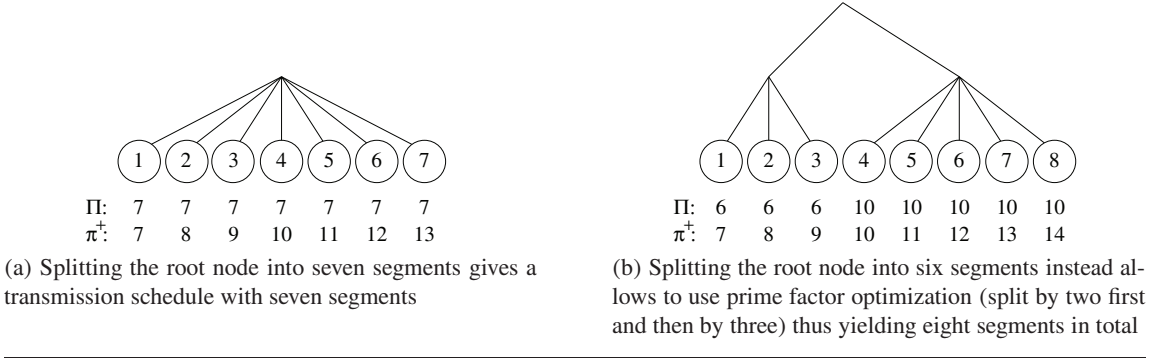 1 2 3 4 5 6 7
Π: 7 7 7 7 7 7 7
π+: 7 8 9 10 11 12 13
(a) Splitting the root node into seven segments gives a
transmission schedule with seven segments
1 2 3 4 5 6 7 8
Π: 6 6 6 10 10 10 10 10
π+: 7 8 9 10 11 12 13 14
(b) Splitting the root node into six segments instead al-
lows to use prime factor optimization (split by two first
and then by three) thus yielding eight segments in total